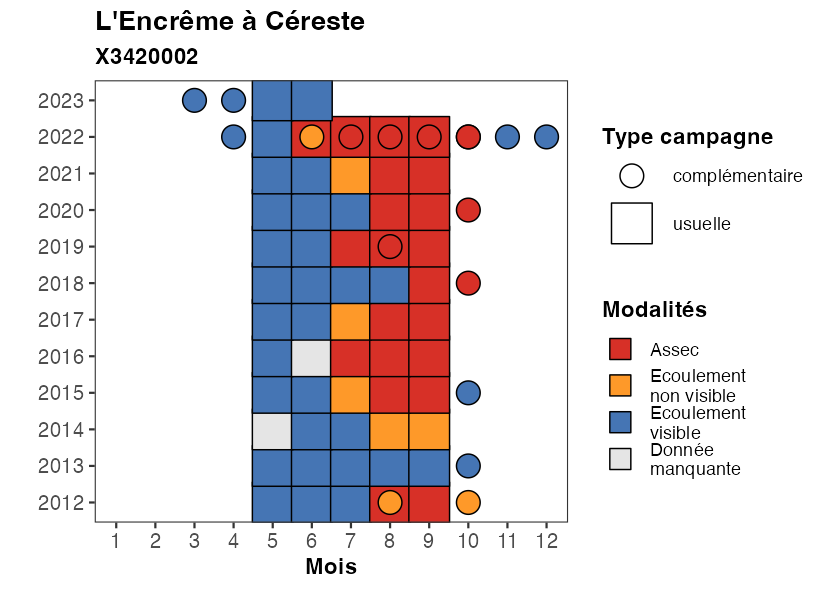 L'Encrême à Céreste
X3420002
2023
2022
2021
2020
2019
2018
2017
2016
2015
2014
2013
2012
1 2 3 4 5 6 7 8 9 10 11 12
Mois
Type campagne
complémentaire
usuelle
Modalités
Assec
Ecoulement
non visible
Ecoulement
visible
Donnée
manquante